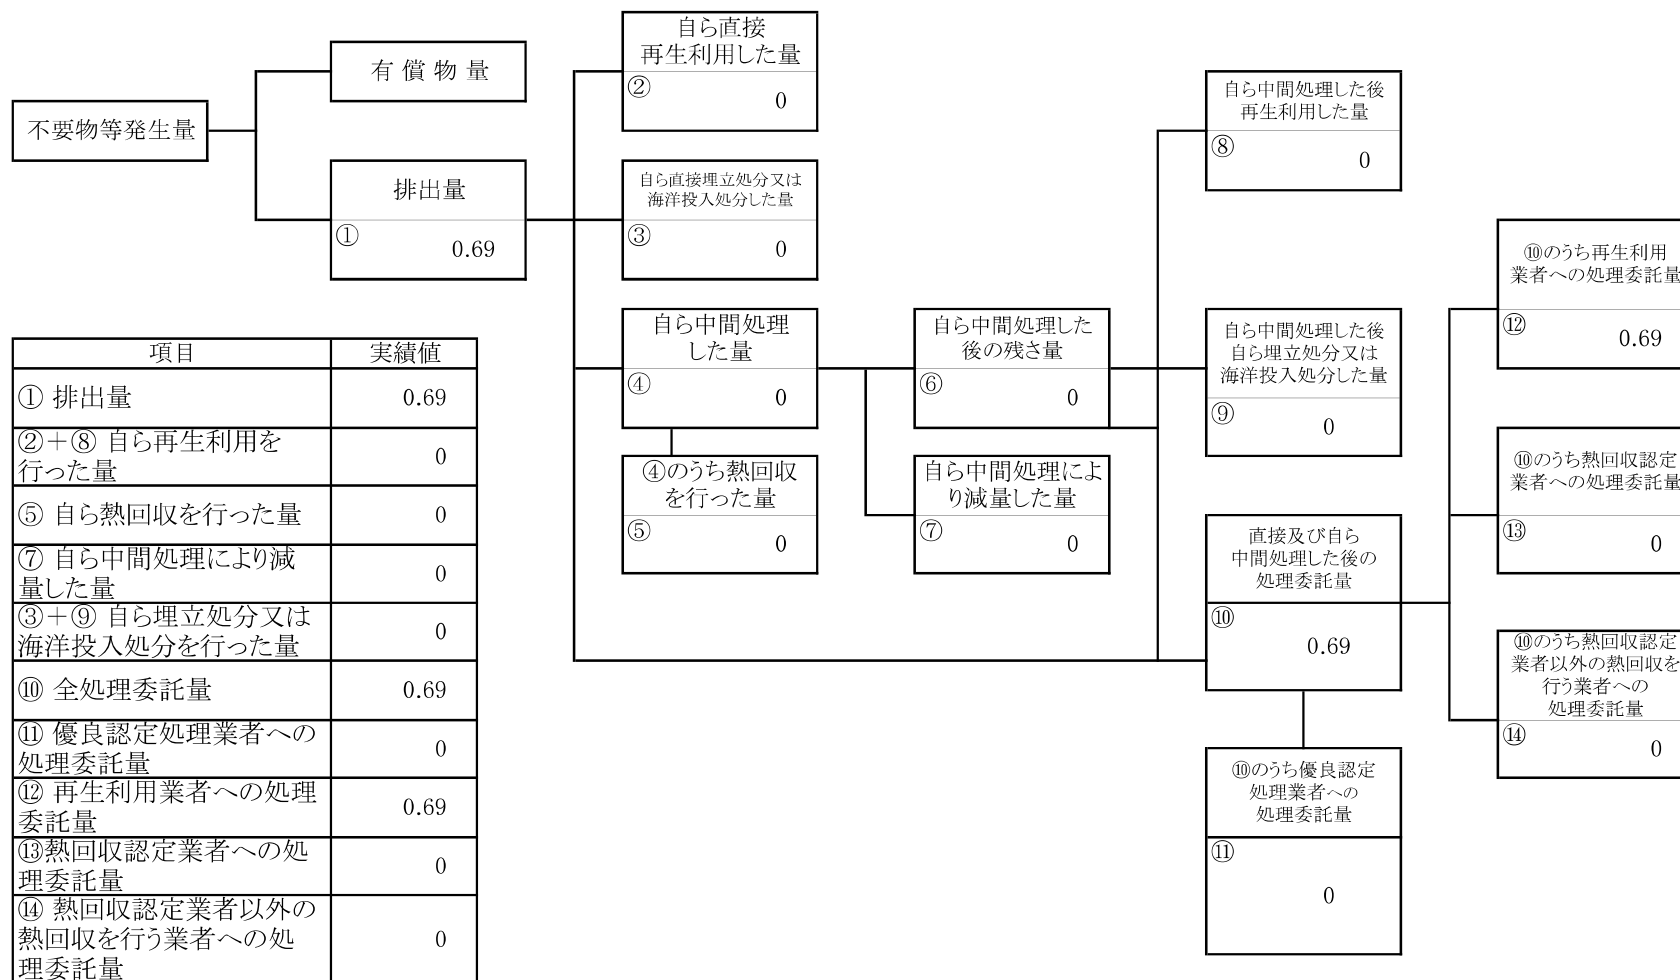 不要物等発生量
有償物量
排出量
①
0.69
自ら直接
再生利用した量
②
0
自ら直接埋立処分又は
海洋投入処分した量
③
0
自ら中間処理
した量
④
0
④のうち熱回収
を行った量
⑤
0
自ら中間処理した
後の残さ量
⑥
0
自ら中間処理によ
り減量した量
⑦
0
自ら中間処理した後
再生利用した量
⑧
0
自ら中間処理した後
自ら埋立処分又は
海洋投入処分した量
⑨
0
直接及び自ら
中間処理した後の
処理委託量
⑩
0.69
⑩のうち優良認定
処理業者への
処理委託量
⑪
0
⑩のうち再生利用
業者への処理委託量
⑫
0.69
⑩のうち熱回収認定
業者への処理委託量
⑬
0
⑩のうち熱回収認定
業者以外の熱回収を
行う業者への
処理委託量
⑭
0
項目 実績値
① 排出量 0.69
②＋⑧ 自ら再生利用を
行った量
0
⑤ 自ら熱回収を行った量 0
⑦ 自ら中間処理により減
量した量
0
③＋⑨ 自ら埋立処分又は
海洋投入処分を行った量
0
⑩ 全処理委託量 0.69
⑪ 優良認定処理業者への
処理委託量
0
⑫ 再生利用業者への処理
委託量
0.69
⑬熱回収認定業者への処
理委託量
0
⑭ 熱回収認定業者以外の
熱回収を行う業者への処
理委託量
0